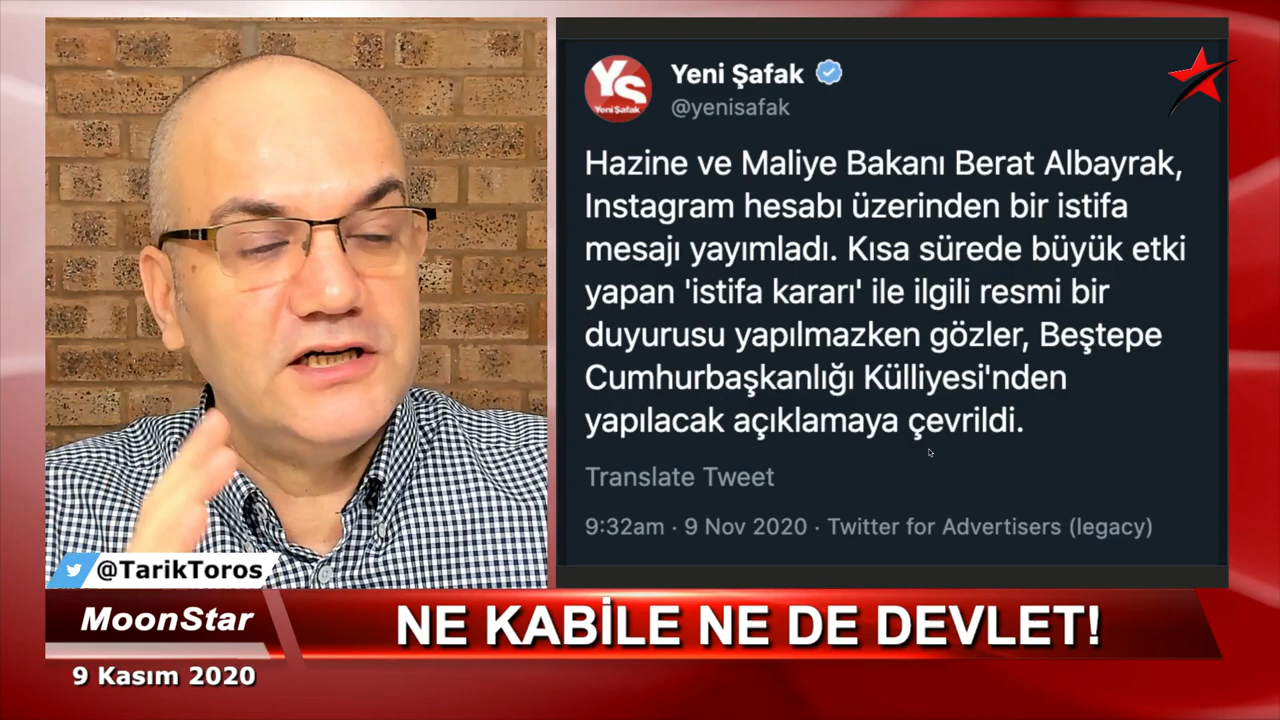 YS
Yeni Şafak
Yeni Şafak
@yenisafak
Hazine ve Maliye Bakanı Berat Albayrak,
Instagram hesabı üzerinden bir istifa
mesajı yayımladı. Kısa sürede büyük etki
yapan 'istifa kararı' ile ilgili resmi bir
duyurusu yapılmazken gözler, Beştepe
Cumhurbaşkanlığı Külliyesi'nden
yapılacak açıklamaya çevrildi.
Translate Tweet
9:32am · 9 Nov 2020 · Twitter for Advertisers (legacy)
@TarikToros
MoonStar
NE KABİLE NE DE DEVLET!
9 Kasım 2020